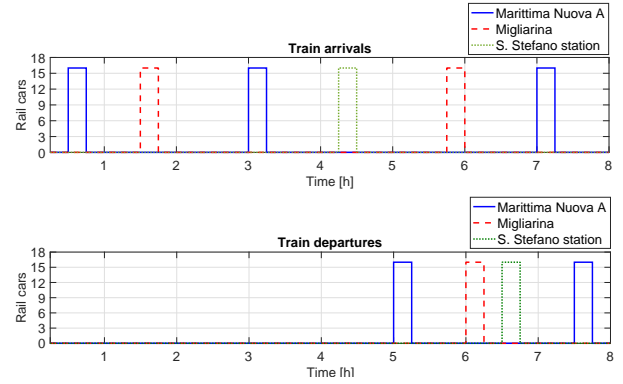 Marittima Nuova A
Migliarina
S. Stefano station
Train arrivals
18
15
12
9
6
3
0
Rail cars
1 2 3 4 5 6 7 8
Time [h]
Marittima Nuova A
Migliarina
S. Stefano station
Train departures
18
15
12
9
6
3
0
Rail cars
1 2 3 4 5 6 7 8
Time [h]